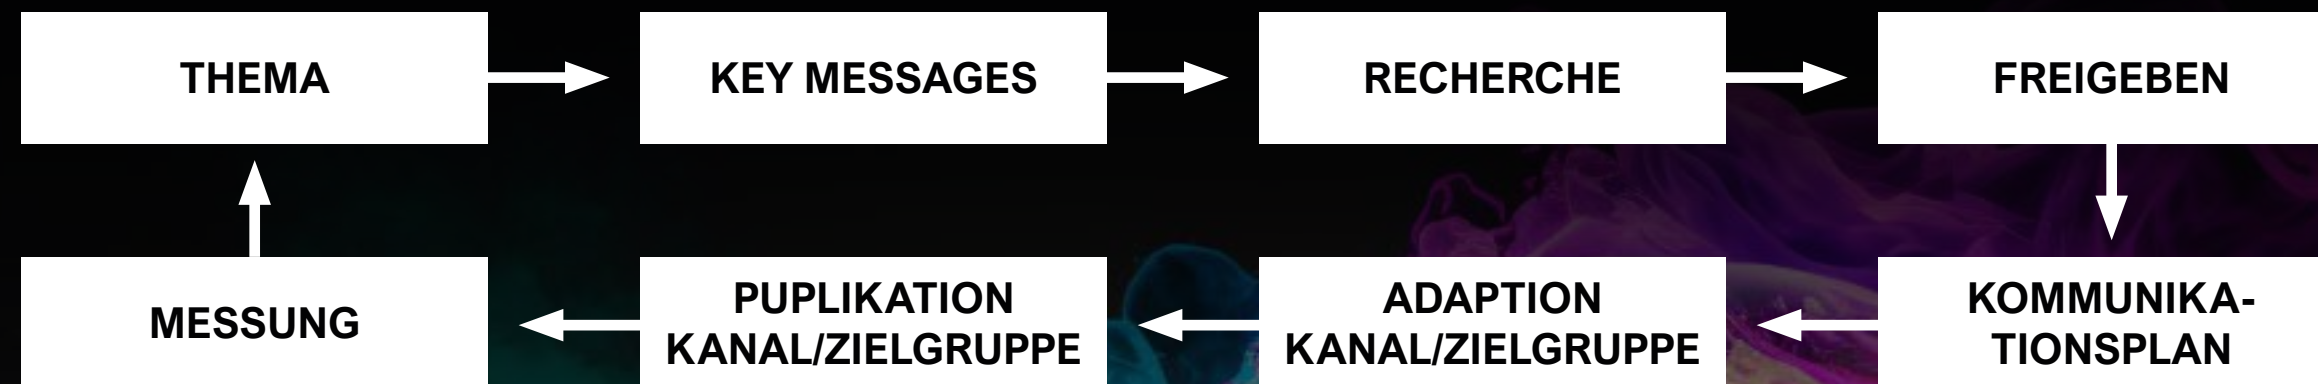 THEMA
KEY MESSAGES
RECHERCHE
FREIGEBEN
MESSUNG
PUPLIKATION
KANAL/ZIELGRUPPE
ADAPTION
KANAL/ZIELGRUPPE
KOMMUNIKA-
TIONSPLAN